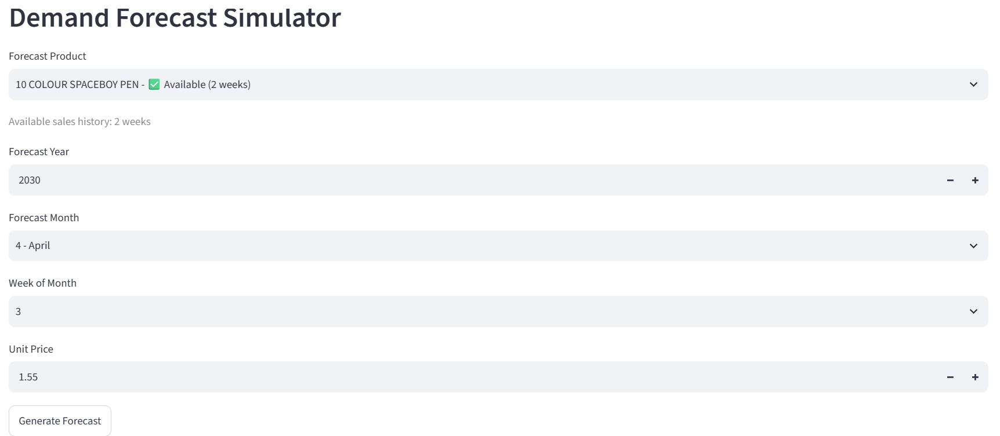 Demand Forecast Simulator
Forecast Product
10 COLOUR SPACEBOY PEN - ✅ Available (2 weeks)
Available sales history: 2 weeks
Forecast Year
2030
Forecast Month
4 - April
Week of Month
3
Unit Price
1.55
Generate Forecast